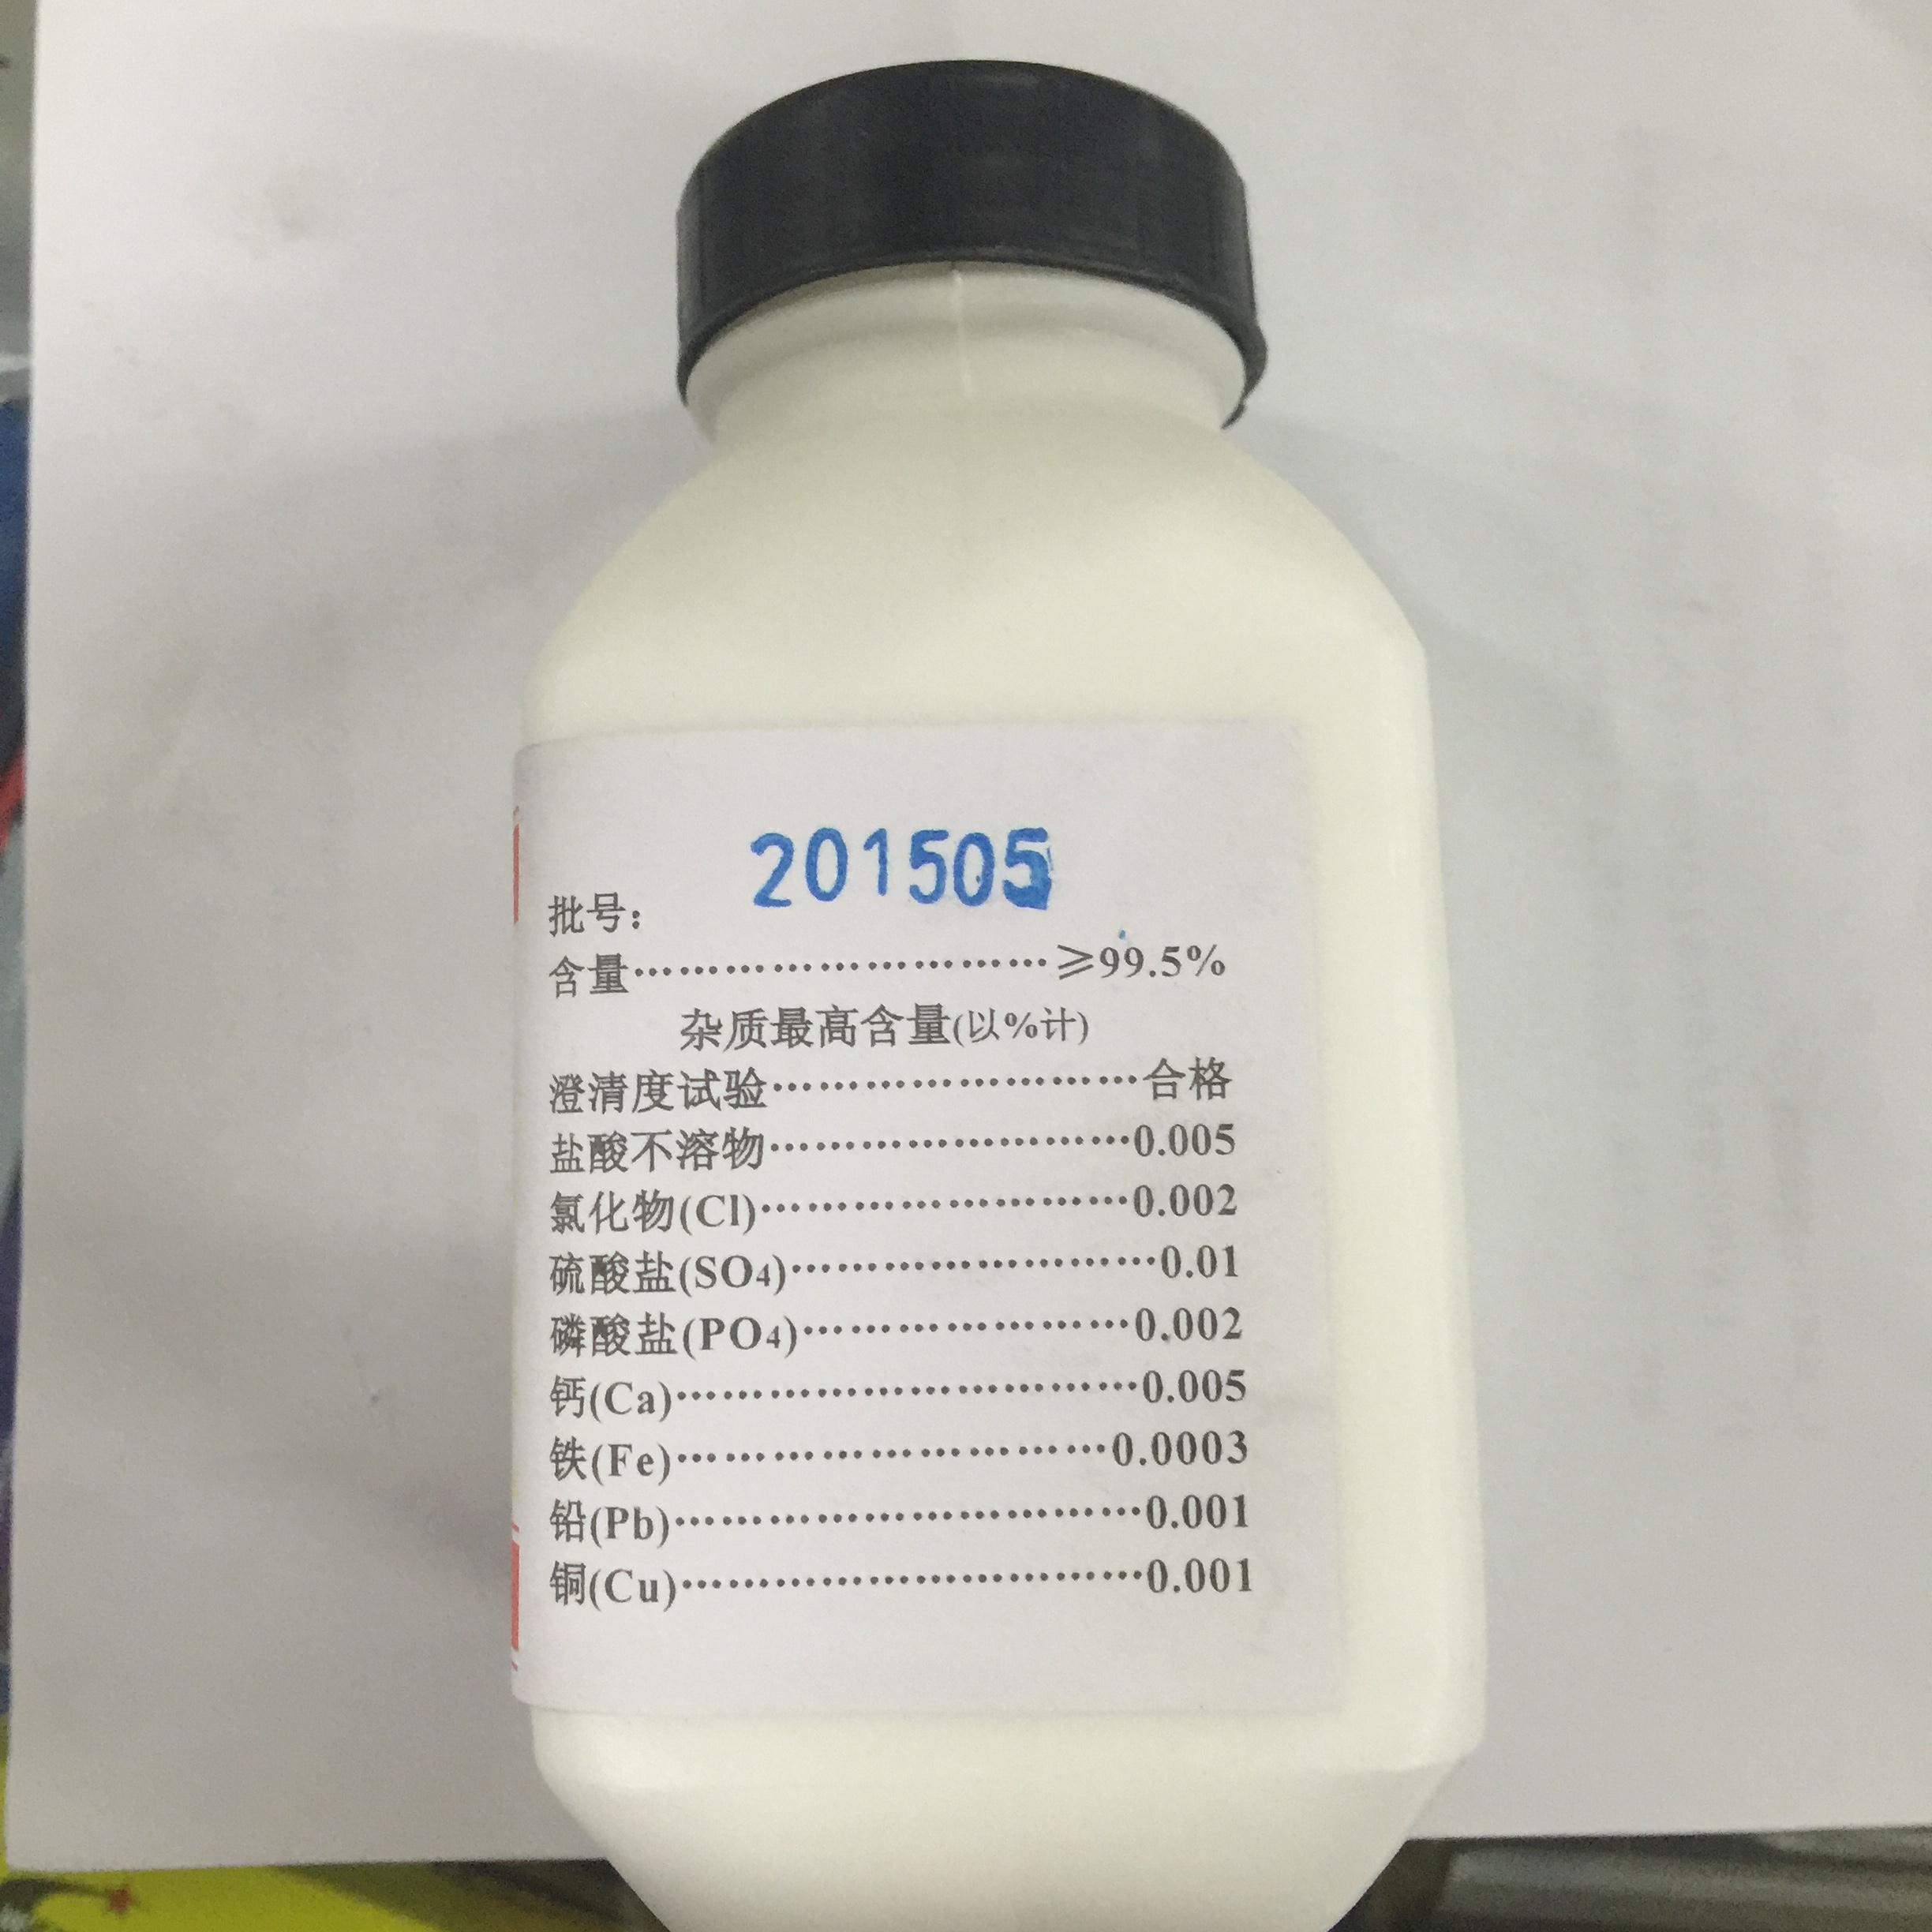 201505
批号：
含量……………………… ≥99.5%
杂质最高含量(以%计)
澄清度试验……………………合格
盐酸不溶物……………………0.005
氯化物(Cl)……………………0.002
硫酸盐(SO4)……………………0.01
磷酸盐(PO4)…………………0.002
钙(Ca)…………………………0.005
铁(Fe)………………………0.0003
铅(Pb)…………………………0.001
铜(Cu)…………………………0.001